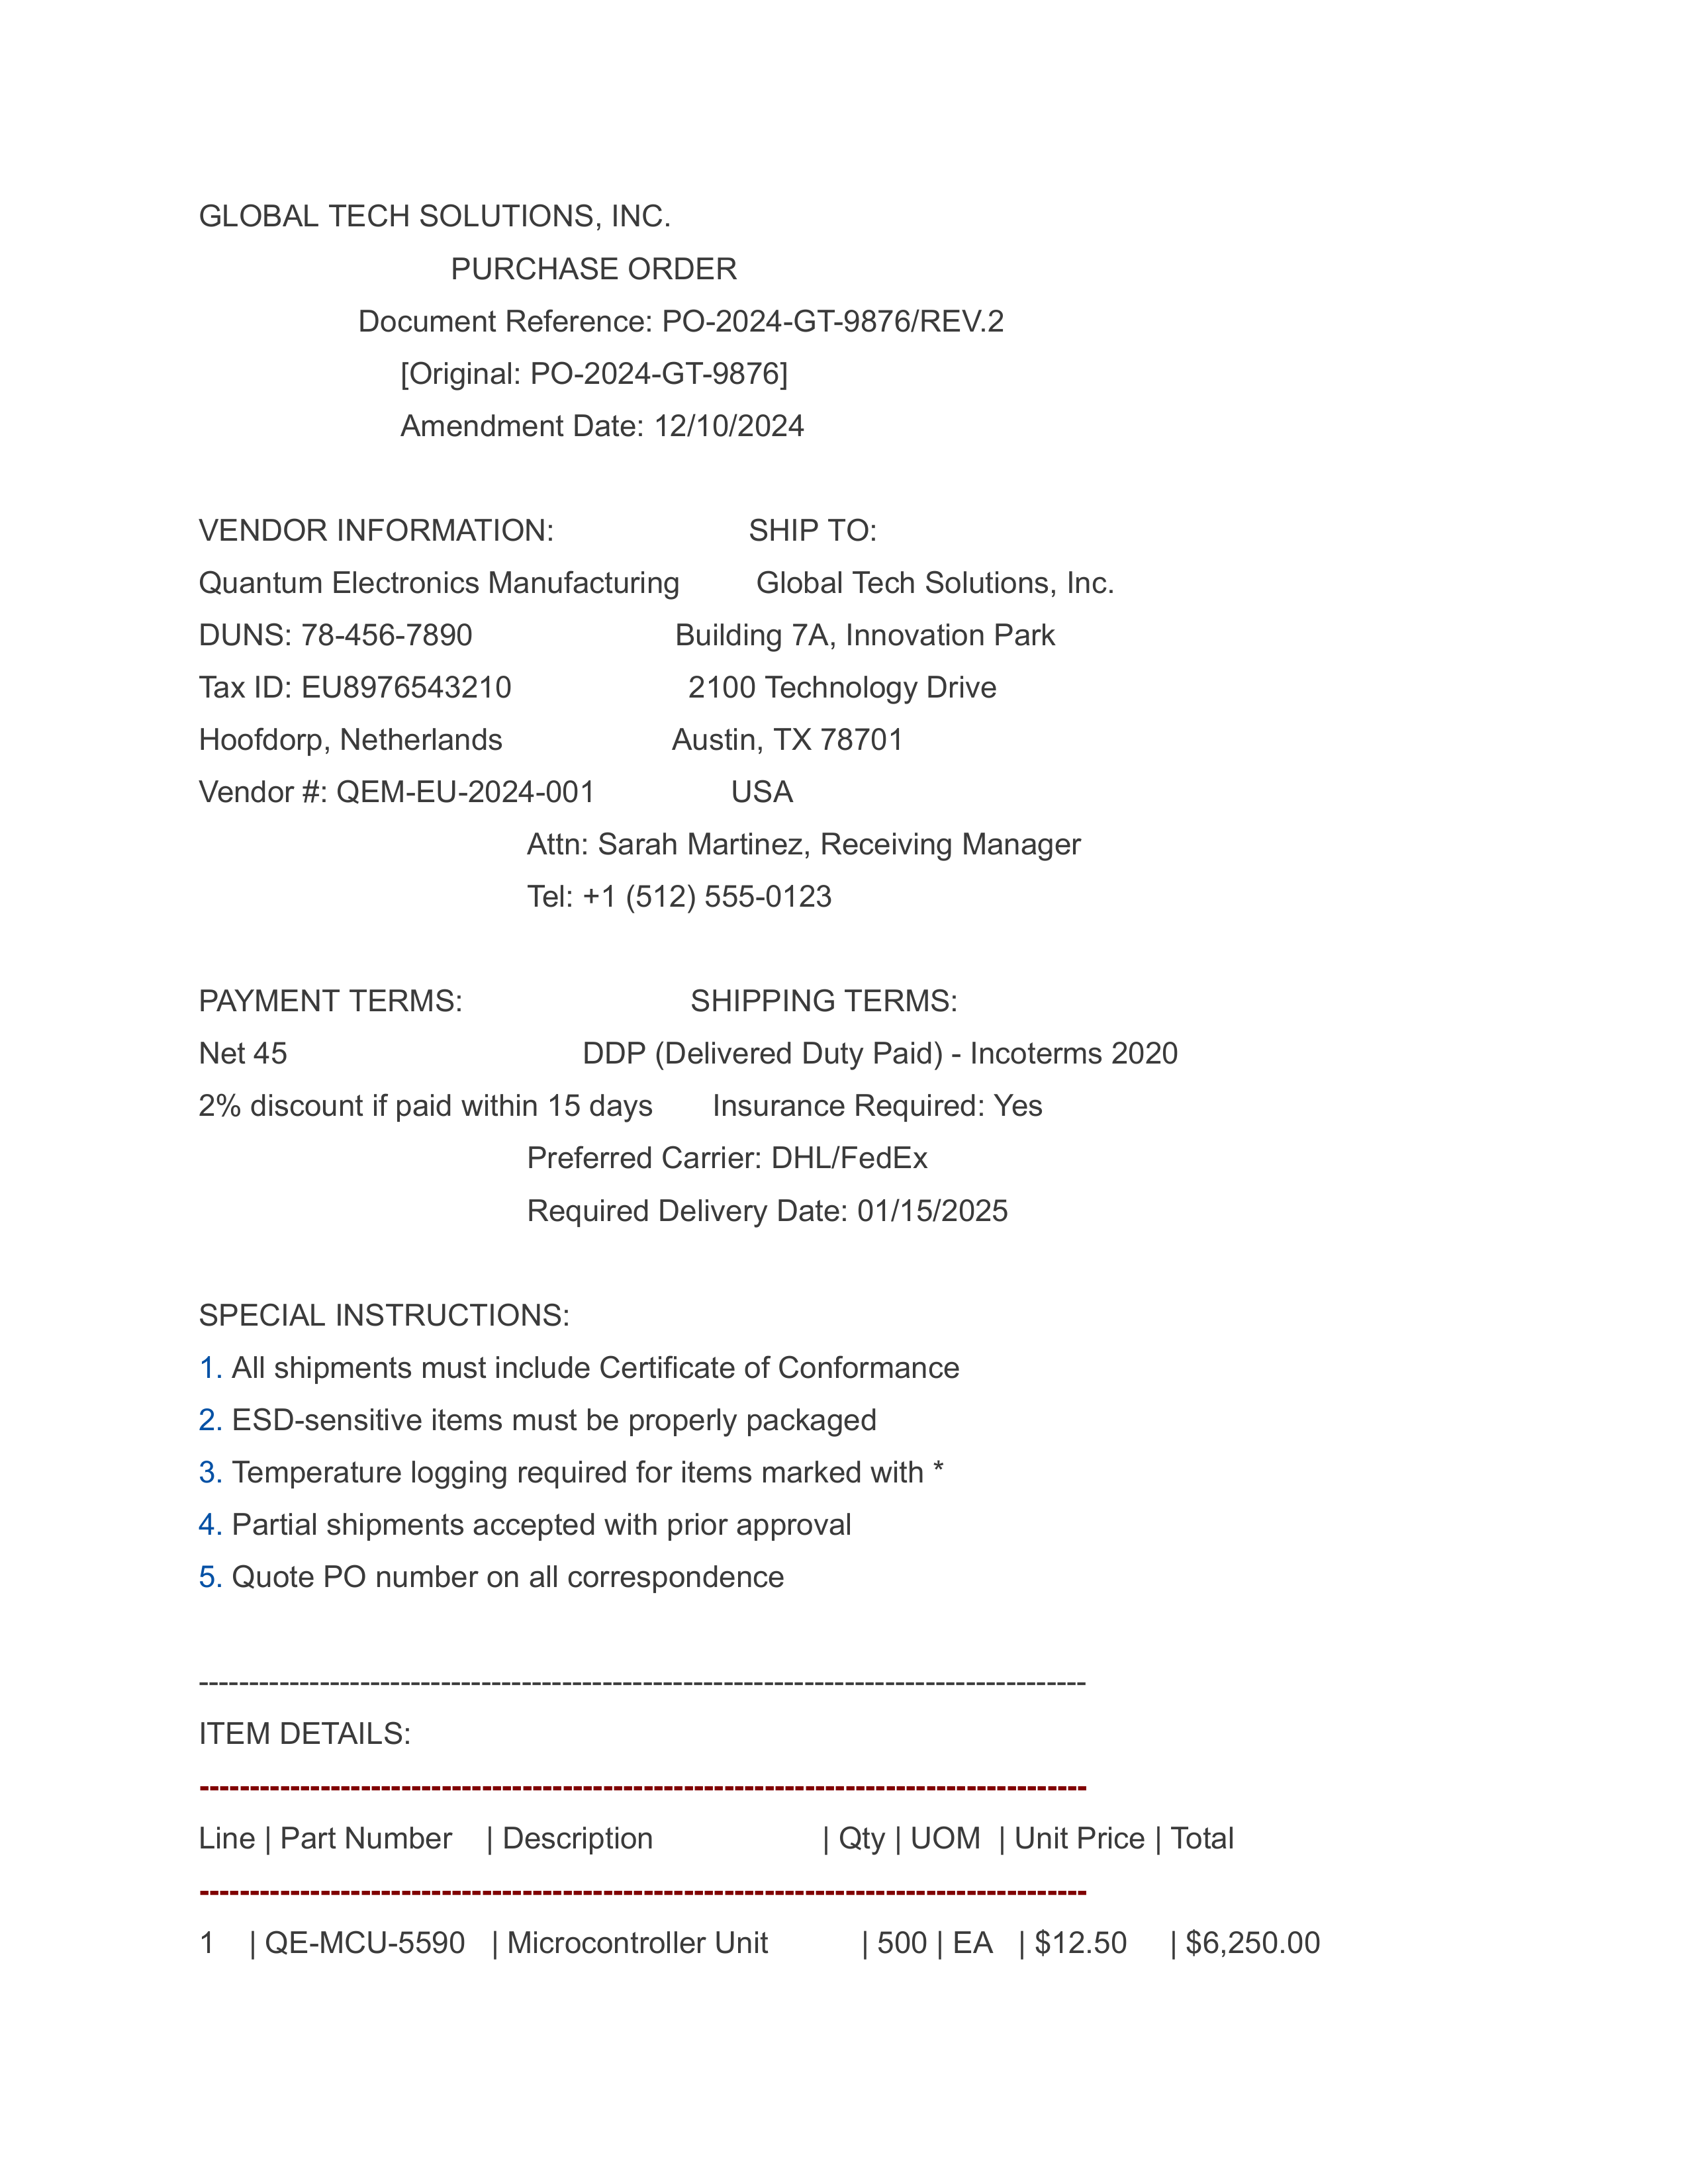 GLOBAL TECH SOLUTIONS, INC.
PURCHASE ORDER
Document Reference: PO-2024-GT-9876/REV.2
[Original: PO-2024-GT-9876]
Amendment Date: 12/10/2024
VENDOR INFORMATION: SHIP TO:
Quantum Electronics Manufacturing Global Tech Solutions, Inc.
DUNS: 78-456-7890 Building 7A, Innovation Park
Tax ID: EU8976543210 2100 Technology Drive
Hoofdorp, Netherlands Austin, TX 78701
Vendor #: QEM-EU-2024-001 USA
Attn: Sarah Martinez, Receiving Manager
Tel: +1 (512) 555-0123
PAYMENT TERMS: SHIPPING TERMS:
Net 45 DDP (Delivered Duty Paid) - Incoterms 2020
2% discount if paid within 15 days Insurance Required: Yes
Preferred Carrier: DHL/FedEx
Required Delivery Date: 01/15/2025
SPECIAL INSTRUCTIONS:
1. All shipments must include Certificate of Conformance
2. ESD-sensitive items must be properly packaged
3. Temperature logging required for items marked with *
4. Partial shipments accepted with prior approval
5. Quote PO number on all correspondence
----------------------------------------------------------------------------------------
ITEM DETAILS:
----------------------------------------------------------------------------------------
Line | Part Number | Description | Qty | UOM | Unit Price | Total
----------------------------------------------------------------------------------------
1 | QE-MCU-5590 | Microcontroller Unit | 500 | EA | $12.50 | $6,250.00